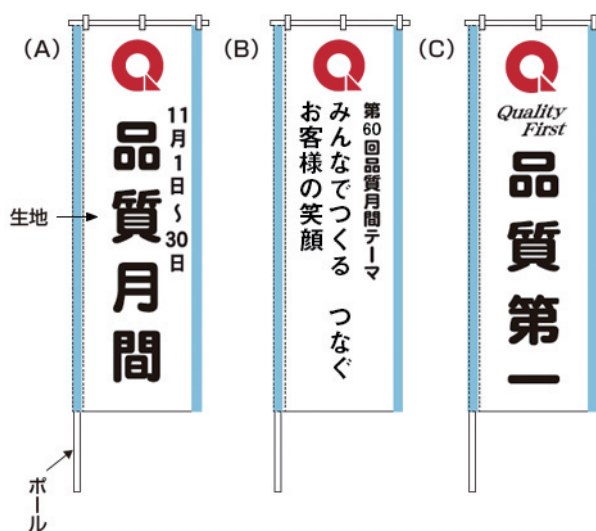 (A)
11月1日~30日
品質月間
生地
ポール
(B)
第60回品質月間テーマ
みんなでつくる つなぐ
お客様の笑顔
(C)
Quality
First
品質第一